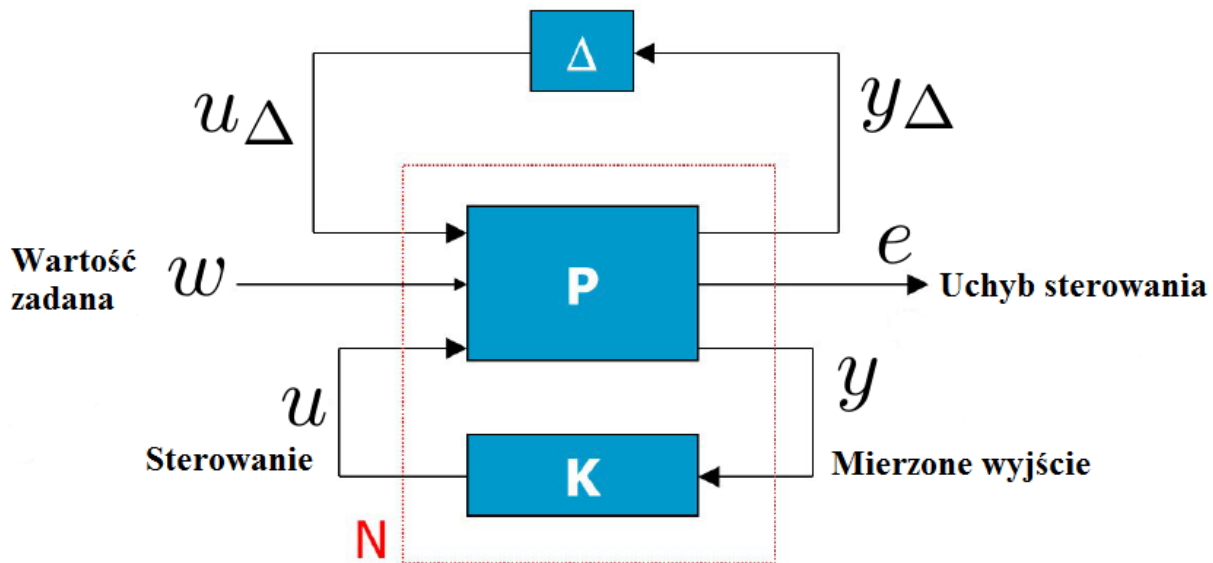 Δ
u_Δ
y_Δ
Wartość
zadana
w
P
e
Uchyb sterowania
u
y
Sterowanie
K
Mierzone wyjście
N